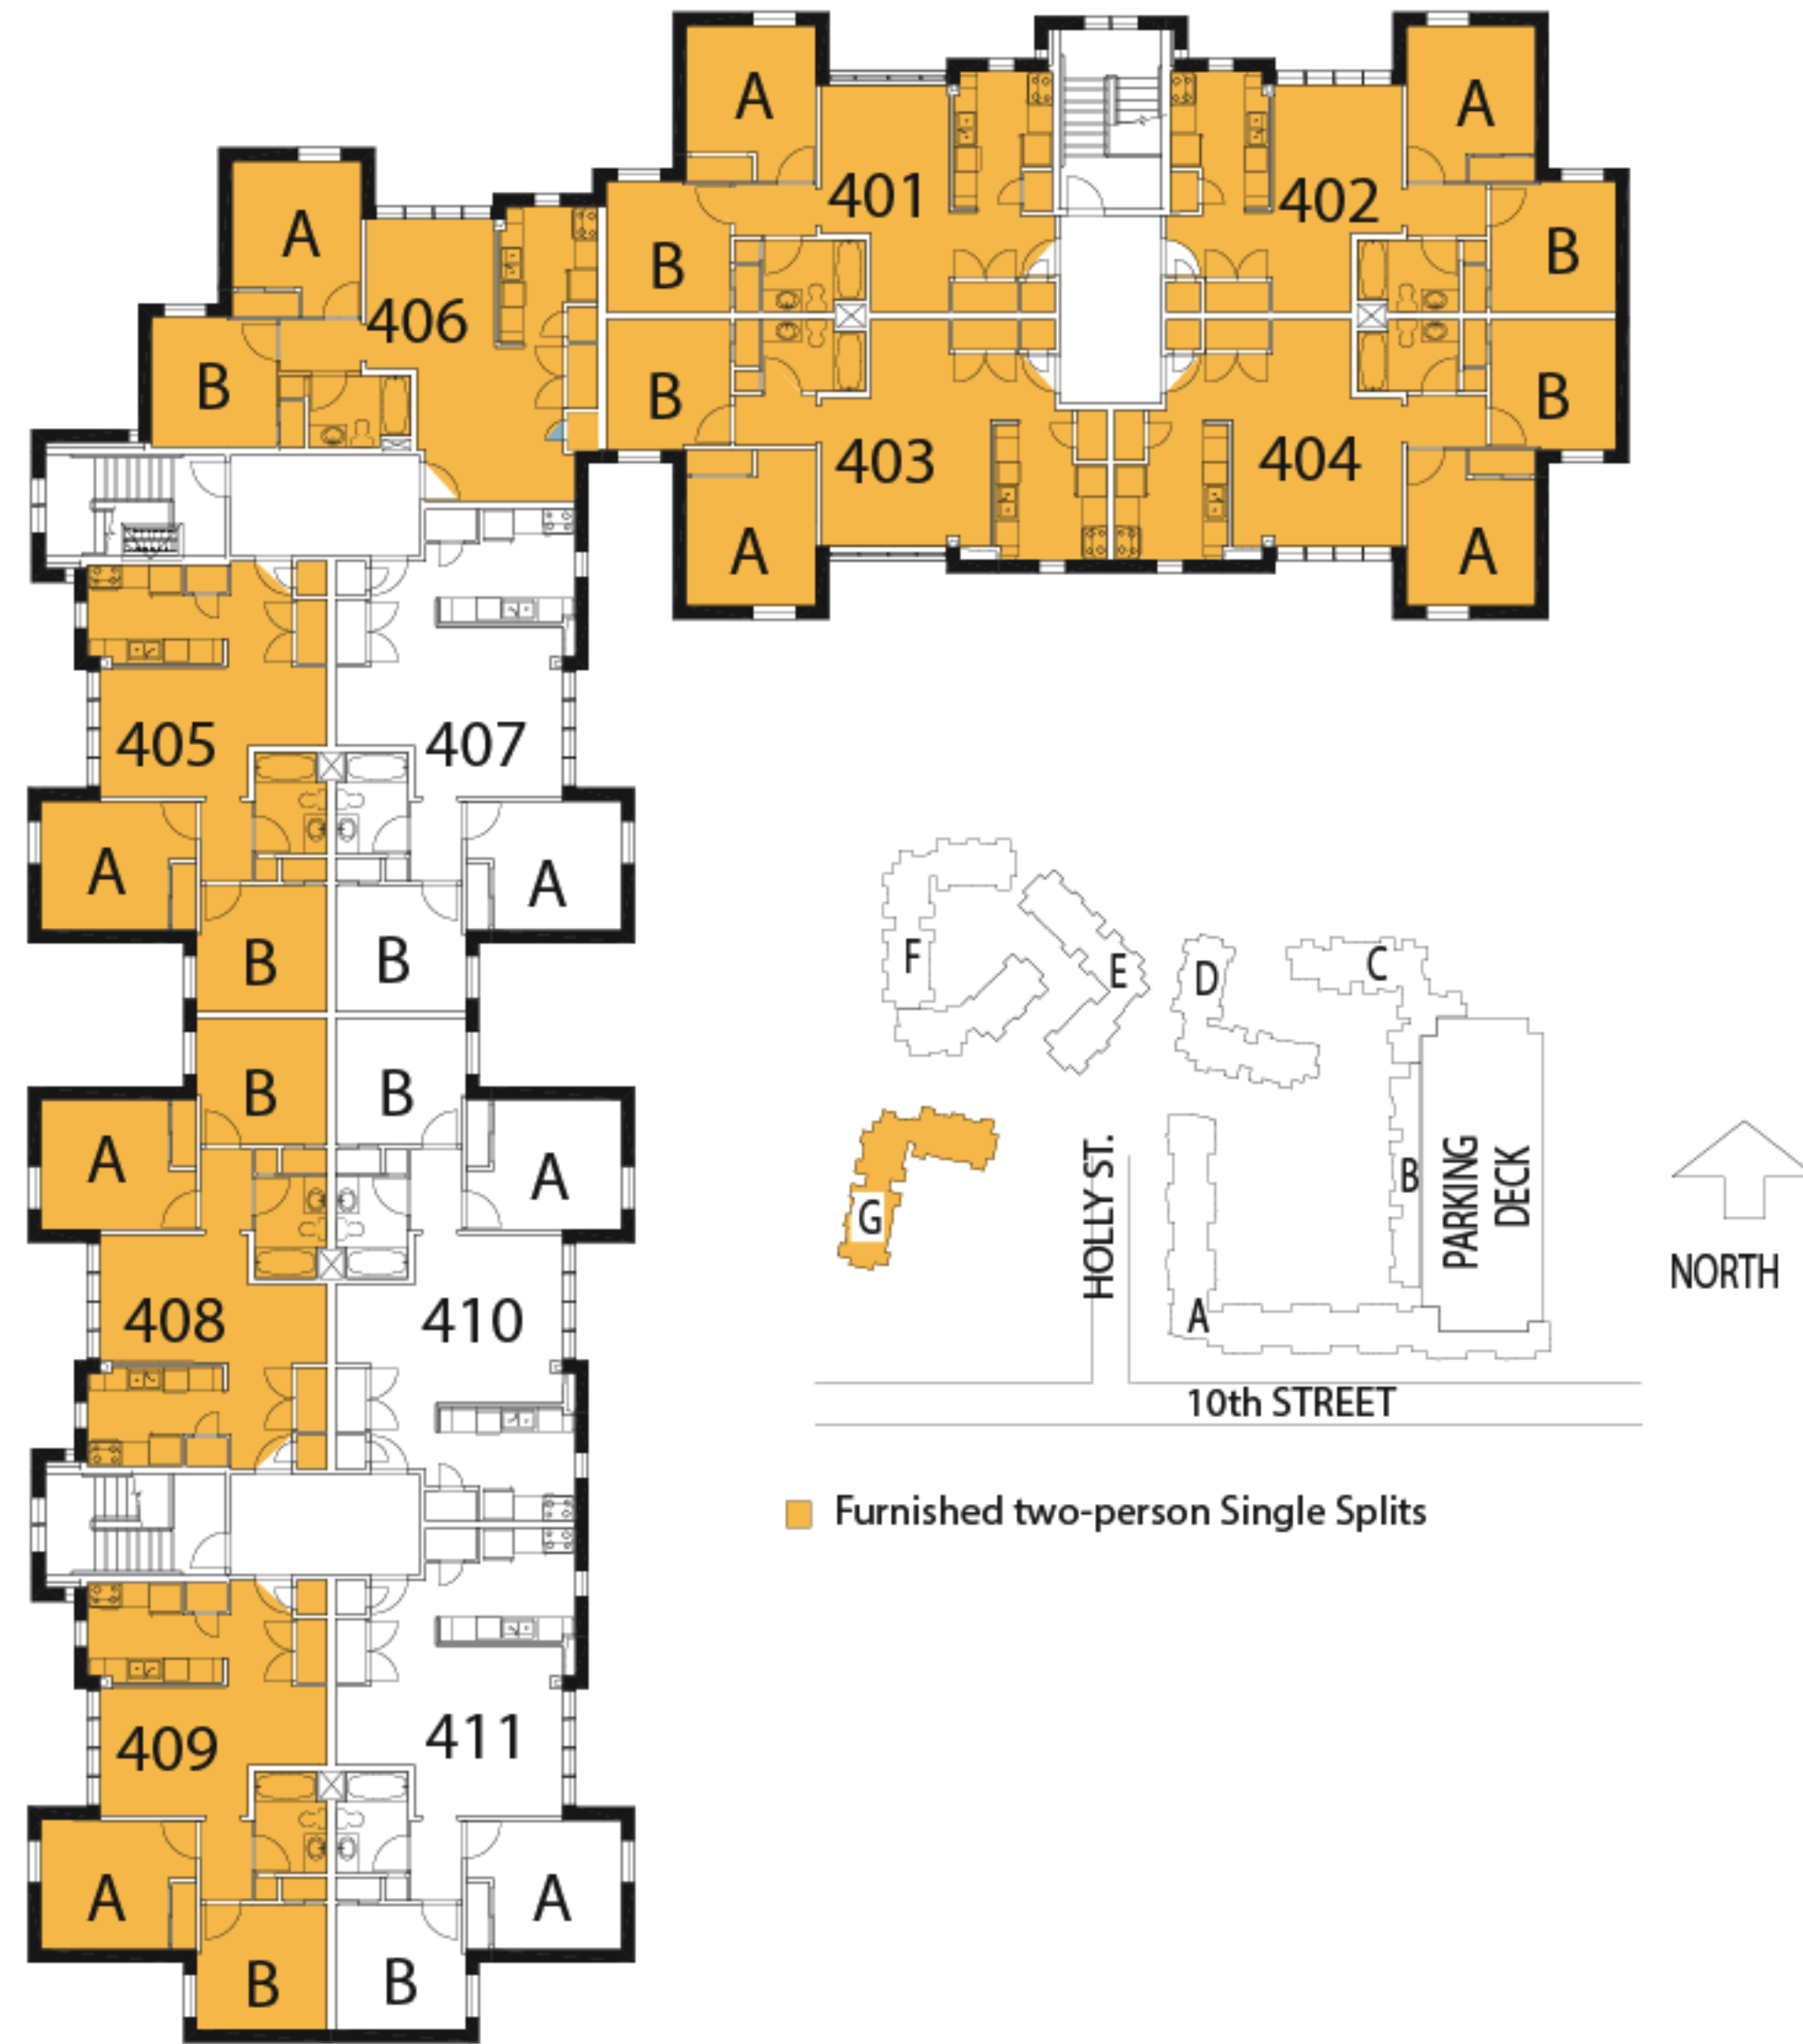 A
A
401
402
A
B
B
406
B
B
B
403
404
A
A
405
407
A
A
B
B
B
B
A
A
408
410
409
411
A
A
B
B
F
E
D
C
G
HOLLY ST.
B
PARKING
DECK
A
NORTH
10th STREET
Furnished two-person Single Splits